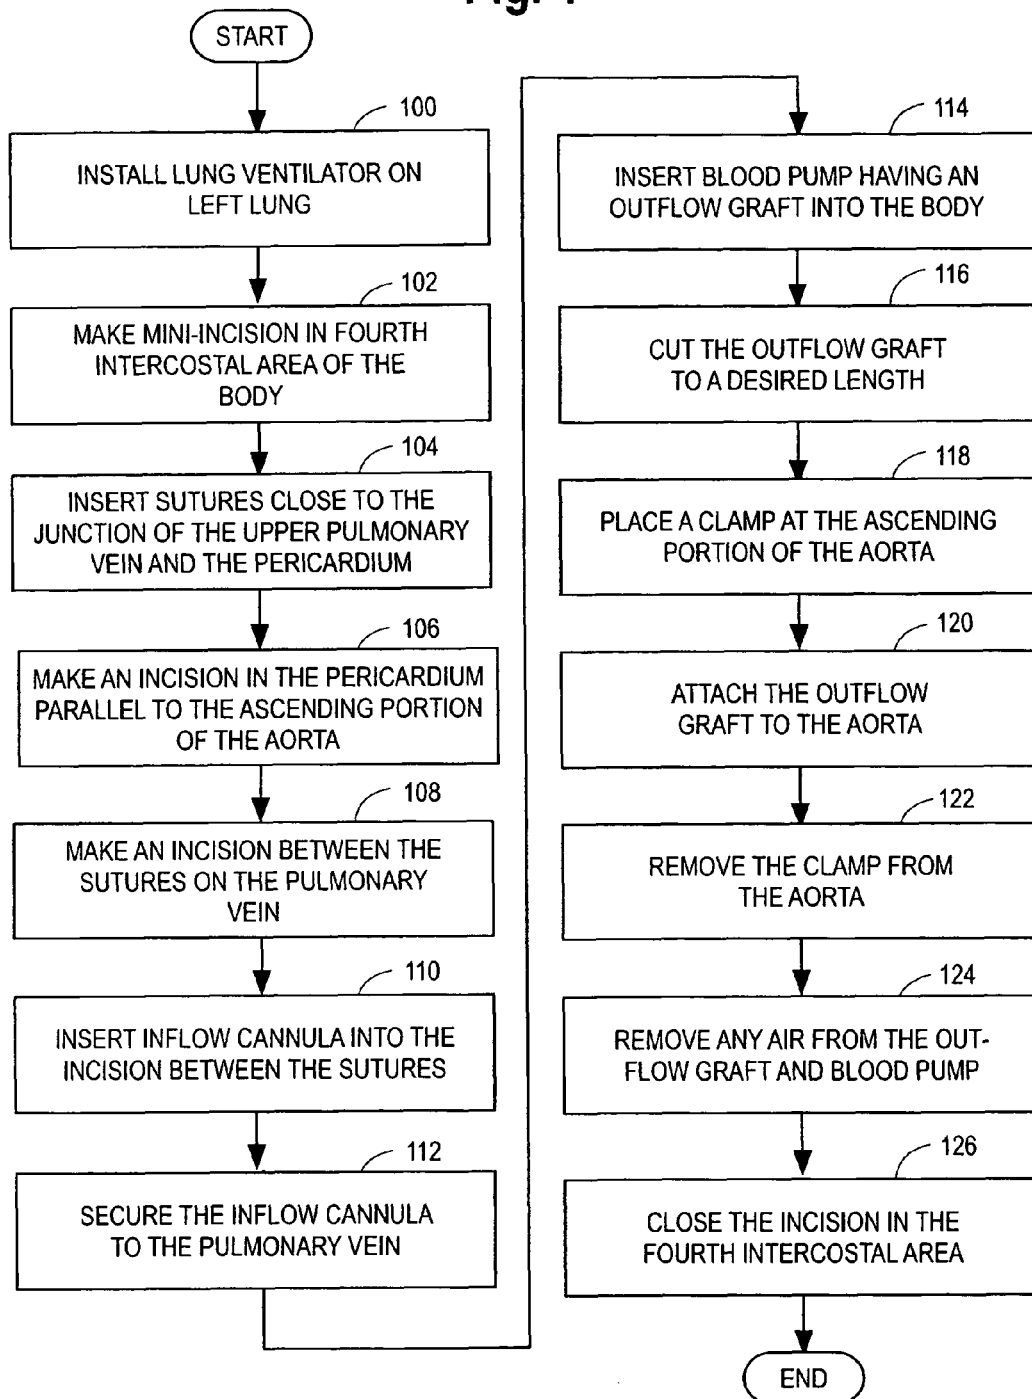 START
100
INSTALL LUNG VENTILATOR ON
LEFT LUNG
102
MAKE MINI-INCISION IN FOURTH
INTERCOSTAL AREA OF THE
BODY
104
INSERT SUTURES CLOSE TO THE
JUNCTION OF THE UPPER PULMONARY
VEIN AND THE PERICARDIUM
106
MAKE AN INCISION IN THE PERICARDIUM
PARALLEL TO THE ASCENDING PORTION
OF THE AORTA
108
MAKE AN INCISION BETWEEN THE
SUTURES ON THE PULMONARY
VEIN
110
INSERT INFLOW CANNULA INTO THE
INCISION BETWEEN THE SUTURES
112
SECURE THE INFLOW CANNULA
TO THE PULMONARY VEIN
114
INSERT BLOOD PUMP HAVING AN
OUTFLOW GRAFT INTO THE BODY
116
CUT THE OUTFLOW GRAFT
TO A DESIRED LENGTH
118
PLACE A CLAMP AT THE ASCENDING
PORTION OF THE AORTA
120
ATTACH THE OUTFLOW
GRAFT TO THE AORTA
122
REMOVE THE CLAMP FROM
THE AORTA
124
REMOVE ANY AIR FROM THE OUT-
FLOW GRAFT AND BLOOD PUMP
126
CLOSE THE INCISION IN THE
FOURTH INTERCOSTAL AREA
END